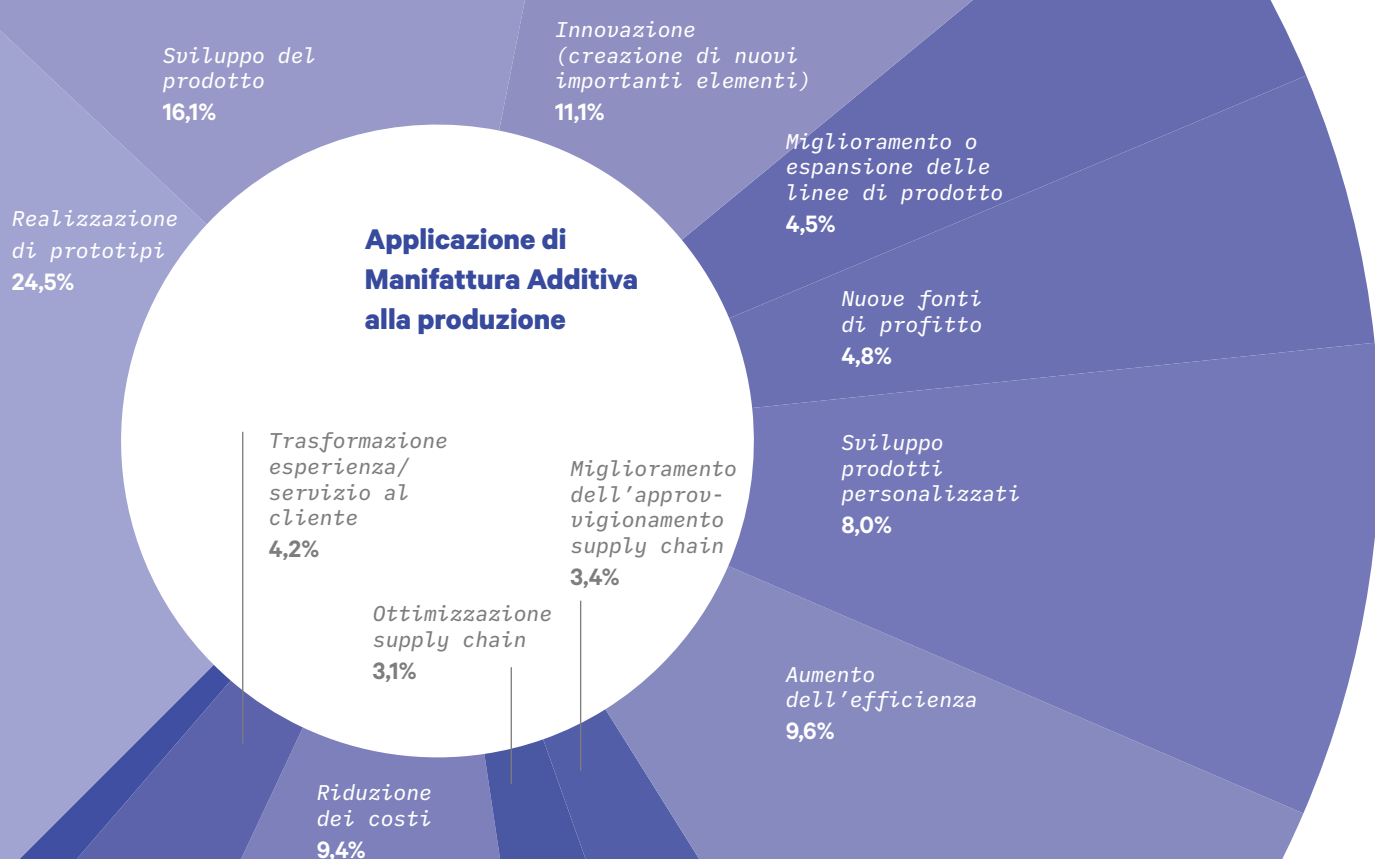 Sviluppo del
prodotto
16,1%
Innovazione
(creazione di nuovi
importanti elementi)
11,1%
Miglioramento o
espansione delle
linee di prodotto
4,5%
Realizzazione
di prototipi
24,5%
Applicazione di
Manifattura Additiva
alla produzione
Nuove fonti
di profitto
4,8%
Trasformazione
esperienza/
servizio al
cliente
4,2%
Miglioramento
dell’approv-
vigionamento
supply chain
3,4%
Sviluppo
prodotti
personalizzati
8,0%
Ottimizzazione
supply chain
3,1%
Aumento
dell’efficienza
9,6%
Riduzione
dei costi
9,4%